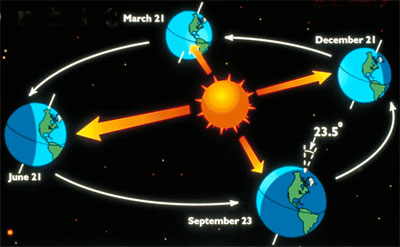 March 21
December 21
23.5°
June 21
September 23